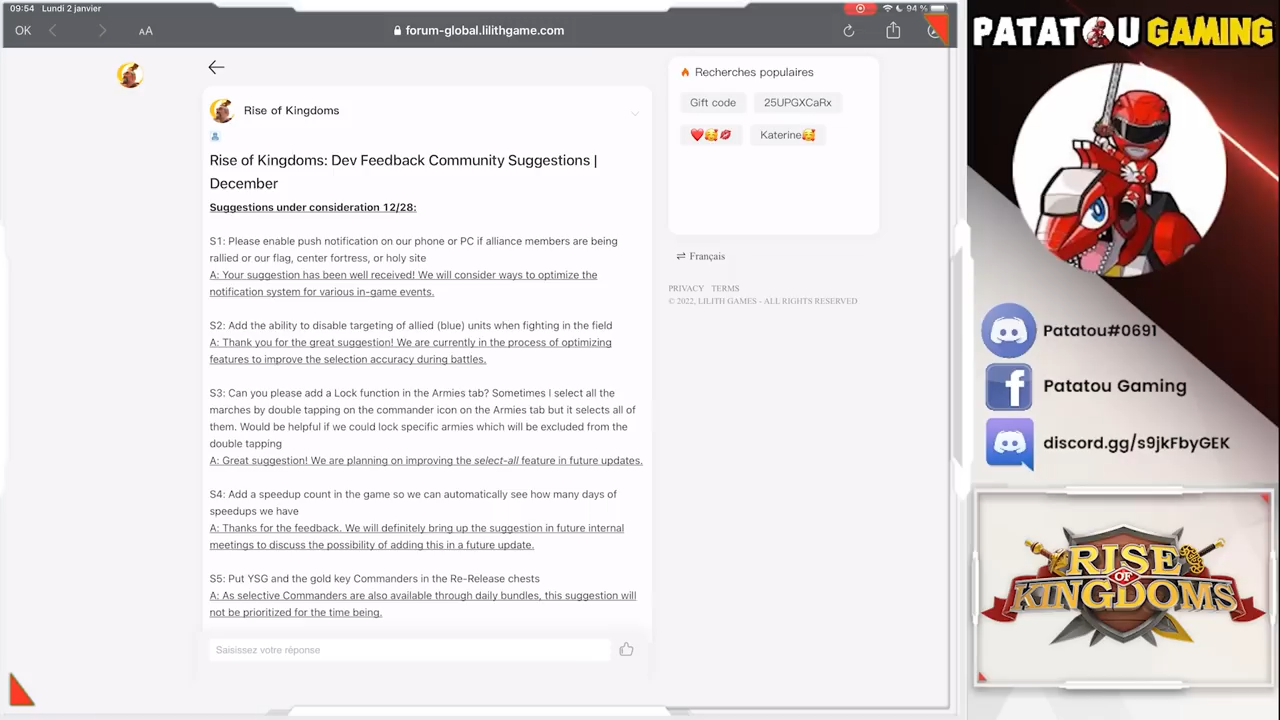 09:54 Lundi 2 janvier
94 %
OK
AA
forum-global.lilithgame.com
Rise of Kingdoms
Rise of Kingdoms: Dev Feedback Community Suggestions |
December
Suggestions under consideration 12/28:
S1: Please enable push notification on our phone or PC if alliance members are being
rallied or our flag, center fortress, or holy site
A: Your suggestion has been well received! We will consider ways to optimize the
notification system for various in-game events.
S2: Add the ability to disable targeting of allied (blue) units when fighting in the field
A: Thank you for the great suggestion! We are currently in the process of optimizing
features to improve the selection accuracy during battles.
S3: Can you please add a Lock function in the Armies tab? Sometimes I select all the
marches by double tapping on the commander icon on the Armies tab but it selects all of
them. Would be helpful if we could lock specific armies which will be excluded from the
double tapping
A: Great suggestion! We are planning on improving the select-all feature in future updates.
S4: Add a speedup count in the game so we can automatically see how many days of
speedups we have
A: Thanks for the feedback. We will definitely bring up the suggestion in future internal
meetings to discuss the possibility of adding this in a future update.
S5: Put YSG and the gold key Commanders in the Re-Release chests
A: As selective Commanders are also available through daily bundles, this suggestion will
not be prioritized for the time being.
Saisissez votre réponse
Recherches populaires
Gift code
25UPGXCaRx
❤️🥰💋
Katerine🥰
Français
PRIVACY TERMS
© 2022, LILITH GAMES - ALL RIGHTS RESERVED
PATATOU GAMING
Patatou#0691
Patatou Gaming
discord.gg/s9jkFbyGEK
RISE
OF
KINGDOMS